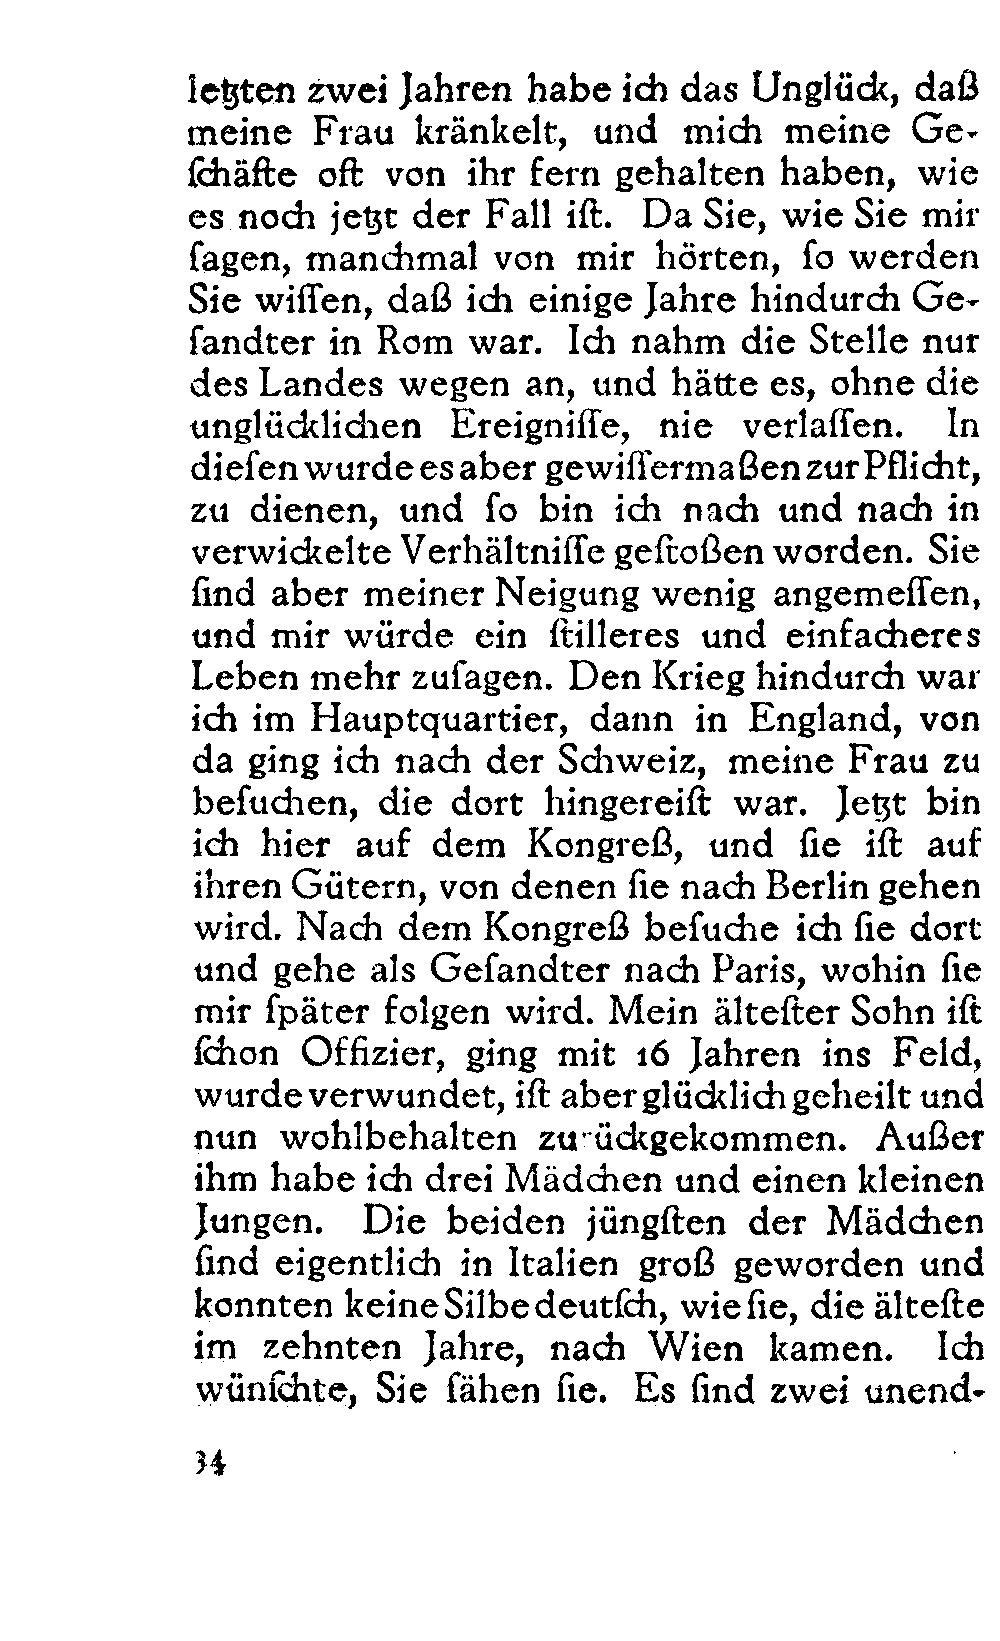 letzten zwei Jahren habe ich das Unglück, daß
meine Frau kränkelt, und mich meine Ge-
ſchäfte oft von ihr fern gehalten haben, wie
es noch jetzt der Fall iſt. Da Sie, wie Sie mir
ſagen, manchmal von mir hörten, ſo werden
Sie wiſſen, daß ich einige Jahre hindurch Ge-
ſandter in Rom war. Ich nahm die Stelle nur
des Landes wegen an, und hätte es, ohne die
unglücklichen Ereigniſſe, nie verlaſſen. In
dieſen wurde es aber gewiſſermaßen zur Pflicht,
zu dienen, und ſo bin ich nach und nach in
verwickelte Verhältniſſe geſtoßen worden. Sie
ſind aber meiner Neigung wenig angemeſſen,
und mir würde ein ſtilleres und einfacheres
Leben mehr zuſagen. Den Krieg hindurch war
ich im Hauptquartier, dann in England, von
da ging ich nach der Schweiz, meine Frau zu
beſuchen, die dort hingereiſt war. Jetzt bin
ich hier auf dem Kongreß, und ſie iſt auf
ihren Gütern, von denen ſie nach Berlin gehen
wird. Nach dem Kongreß beſuche ich ſie dort
und gehe als Geſandter nach Paris, wohin ſie
mir ſpäter folgen wird. Mein älteſter Sohn iſt
ſchon Offizier, ging mit 16 Jahren ins Feld,
wurde verwundet, iſt aber glücklich geheilt und
nun wohlbehalten zurückgekommen. Außer
ihm habe ich drei Mädchen und einen kleinen
Jungen. Die beiden jüngſten der Mädchen
ſind eigentlich in Italien groß geworden und
konnten keine Silbe deutſch, wie ſie, die älteſte
im zehnten Jahre, nach Wien kamen. Ich
wünſchte, Sie ſähen ſie. Es ſind zwei unend-
34